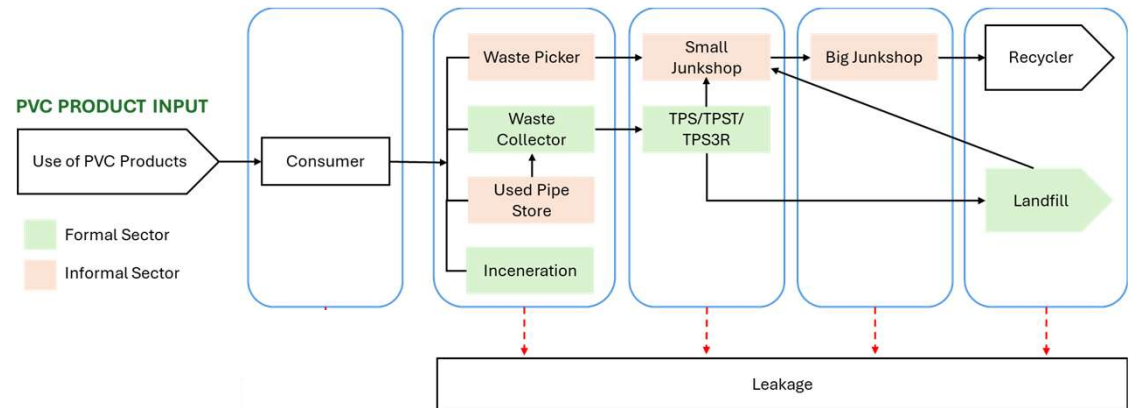 PVC PRODUCT INPUT
Use of PVC Products
Consumer
Waste Picker
Waste
Collector
Used Pipe
Store
Inceneration
Small
Junkshop
TPS/TPST/
TPS3R
Big Junkshop
Recycler
Landfill
Formal Sector
Informal Sector
Leakage